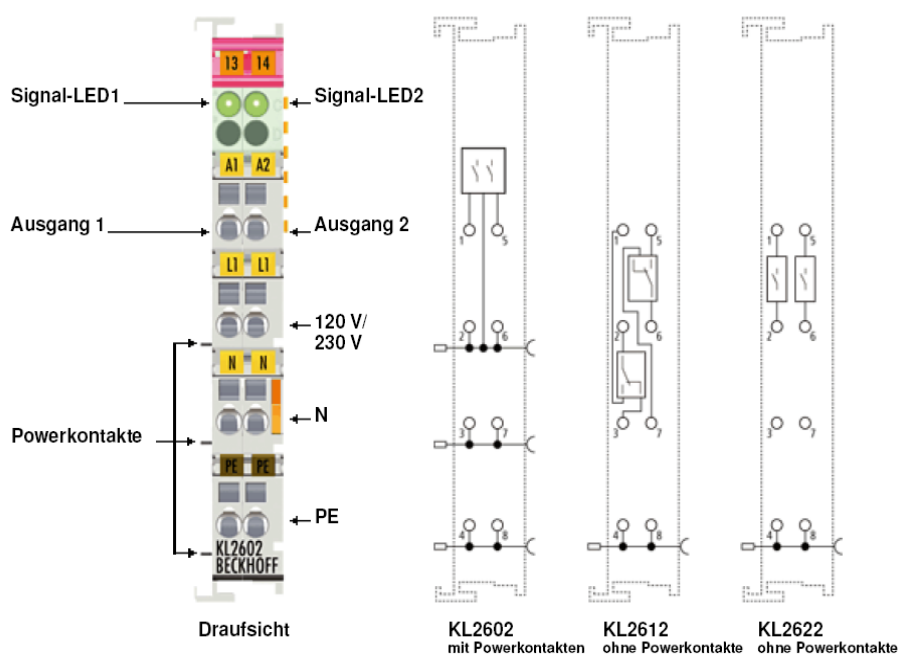 13 14
Signal-LED1
Signal-LED2
A1 A2
Ausgang 1
Ausgang 2
L1 L1
120 V/
230 V
N N
N
Powerkontakte
PE PE
PE
KL2602
BECKHOFF
Draufsicht
1 5
2 6
3 7
4 8
KL2602
mit Powerkontakten
1 5
2 6
3 7
4 8
KL2612
ohne Powerkontakte
1 5
2 6
3 7
4 8
KL2622
ohne Powerkontakte